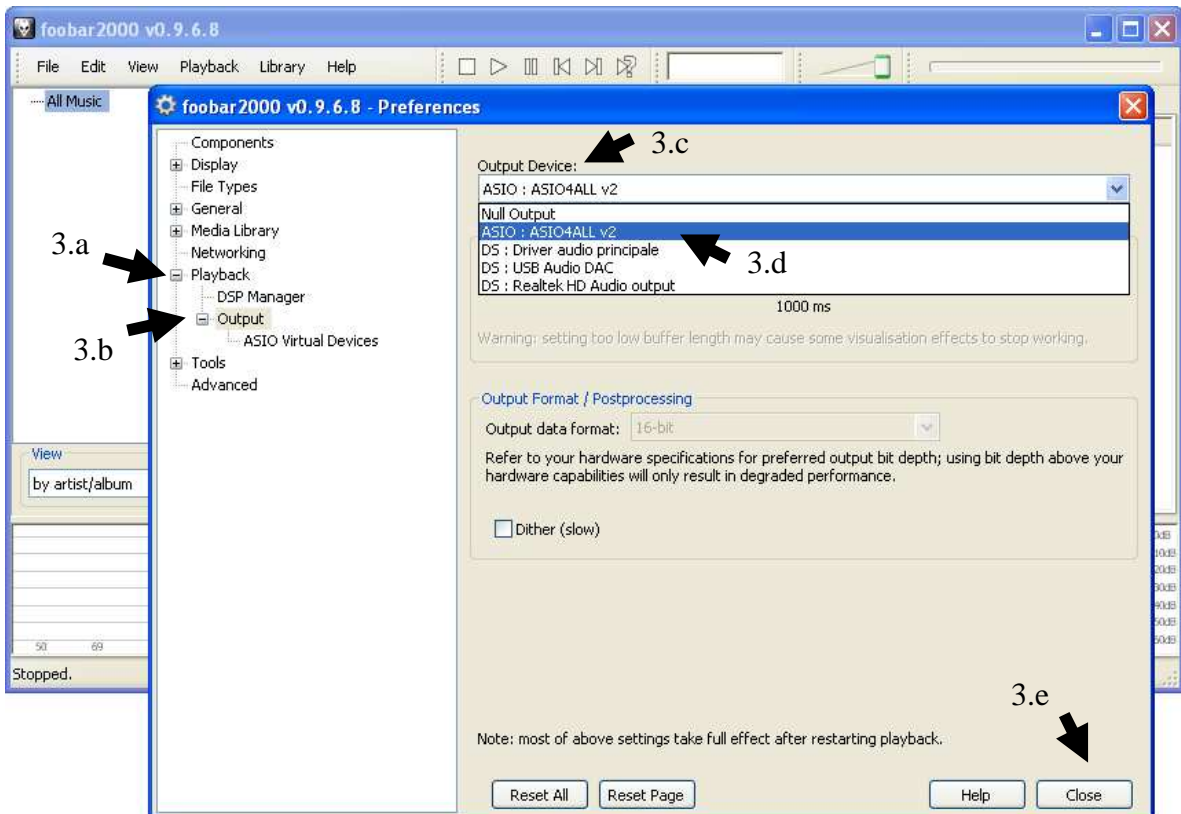 foobar2000 v0.9.6.8
File Edit View Playback Library Help
All Music
foobar2000 v0.9.6.8 - Preferences
Components
Display
File Types
General
Media Library
Networking
3.a
Playback
DSP Manager
3.b
Output
ASIO Virtual Devices
Tools
Advanced
3.c
Output Device:
ASIO : ASIO4ALL v2
Null Output
ASIO : ASIO4ALL v2
3.d
DS : Driver audio principale
DS : USB Audio DAC
DS : Realtek HD Audio output
1000 ms
Warning: setting too low buffer length may cause some visualisation effects to stop working.
Output Format / Postprocessing
Output data format: 16-bit
Refer to your hardware specifications for preferred output bit depth; using bit depth above your
hardware capabilities will only result in degraded performance.
Dither (slow)
View
by artist/album
50 69
Stopped.
3.e
Note: most of above settings take full effect after restarting playback.
Reset All Reset Page Help Close